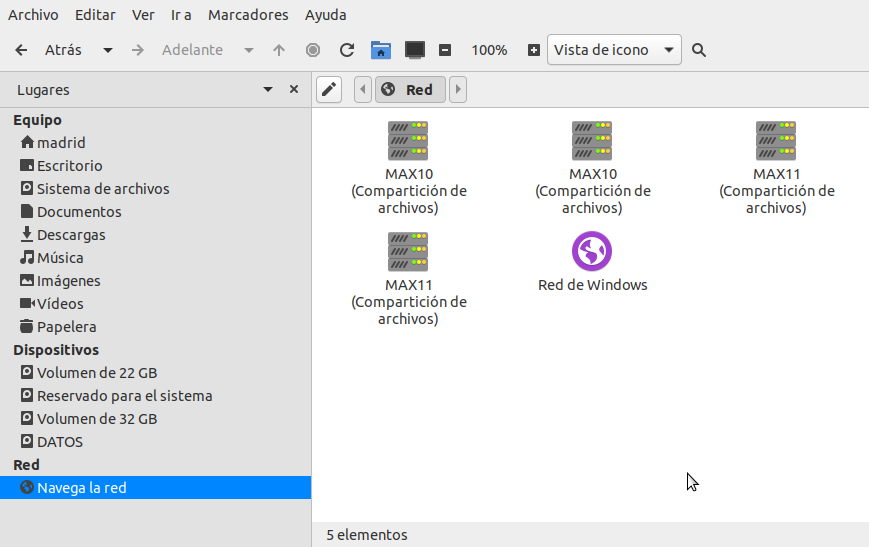 Archivo Editar Ver Ir a Marcadores Ayuda
Atrás Adelante 100% Vista de icono
Lugares Red
Equipo
madrid
Escritorio
Sistema de archivos
Documentos
Descargas
Música
Imágenes
Vídeos
Papelera
Dispositivos
Volumen de 22 GB
Reservado para el sistema
Volumen de 32 GB
DATOS
Red
Navega la red
MAX10
(Compartición de
archivos)
MAX10
(Compartición de
archivos)
MAX11
(Compartición de
archivos)
MAX11
(Compartición de
archivos)
Red de Windows
5 elementos